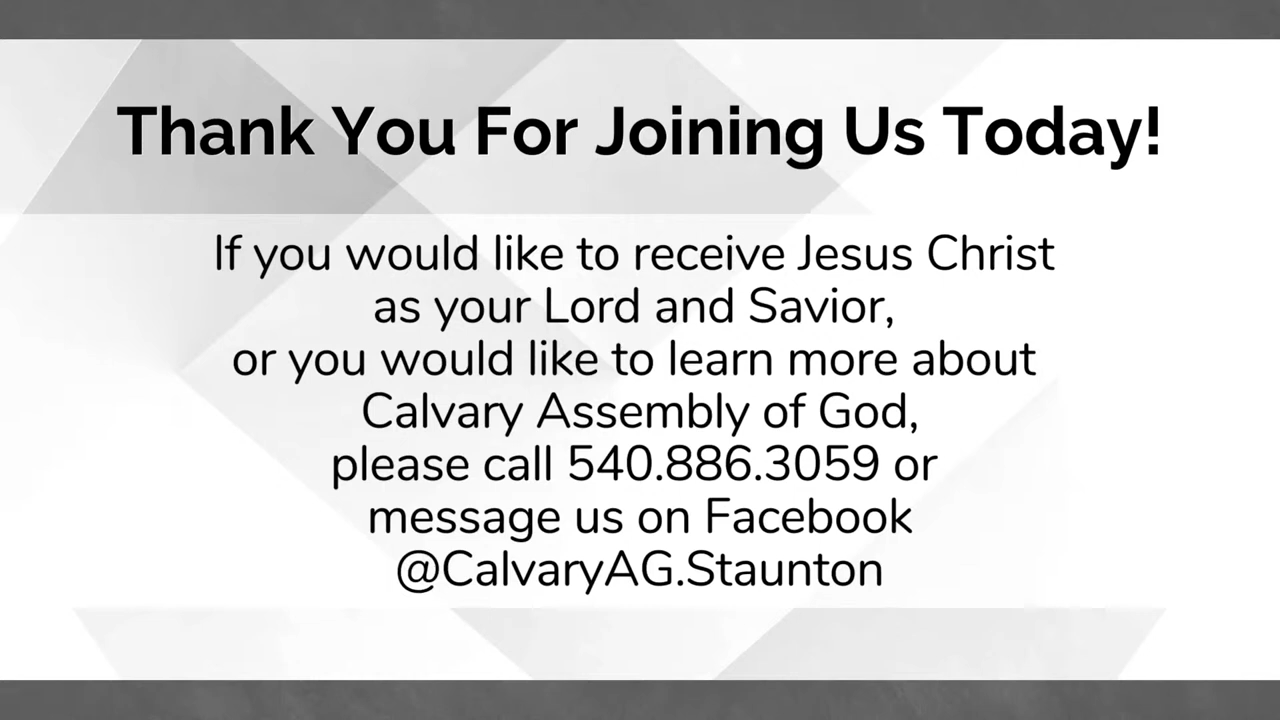 Thank You For Joining Us Today!
If you would like to receive Jesus Christ
as your Lord and Savior,
or you would like to learn more about
Calvary Assembly of God,
please call 540.886.3059 or
message us on Facebook
@CalvaryAG.Staunton